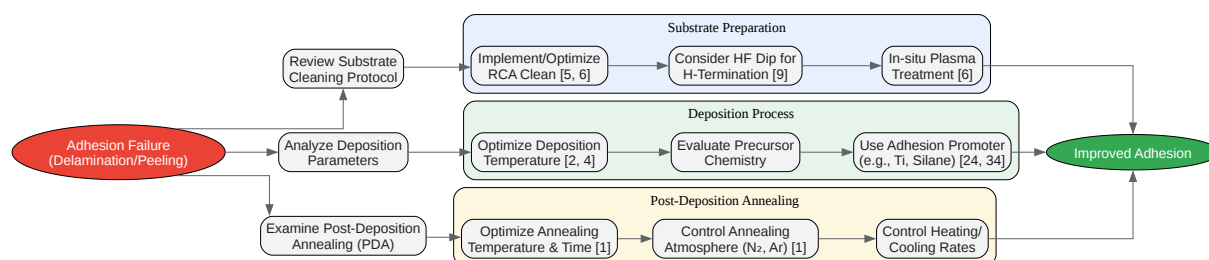 Substrate Preparation
Review Substrate
Cleaning Protocol
Implement/Optimize
RCA Clean [5, 6]
Consider HF Dip for
H-Termination [9]
In-situ Plasma
Treatment [6]
Deposition Process
Adhesion Failure
(Delamination/Peeling)
Analyze Deposition
Parameters
Optimize Deposition
Temperature [2, 4]
Evaluate Precursor
Chemistry
Use Adhesion Promoter
(e.g., Ti, Silane) [24, 34]
Improved Adhesion
Post-Deposition Annealing
Examine Post-Deposition
Annealing (PDA)
Optimize Annealing
Temperature & Time [1]
Control Annealing
Atmosphere (N₂, Ar) [1]
Control Heating/
Cooling Rates